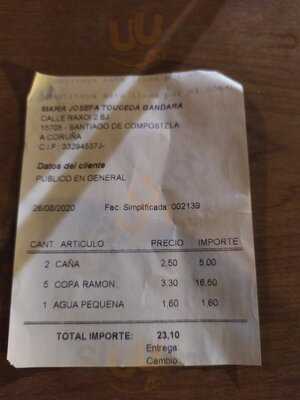 MARIA JOSEFA TOUCEDA GANDARA
CALLE RAXOI 2 BJ
15705 - SANTIAGO DE COMPOSTZLA
A CORUÑA
C.I.F.: 33294537J-
Datos del cliente
PUBLICO EN GENERAL
26/08/2020 Fac. Simplificada: 002139
CANT. ARTICULO PRECIO IMPORTE
2 CAÑA 2,50 5,00
5 COPA RAMON. 3,30 16,50
1 AGUA PEQUENA 1,60 1,60
TOTAL IMPORTE: 23,10
Entrega:
Cambio: